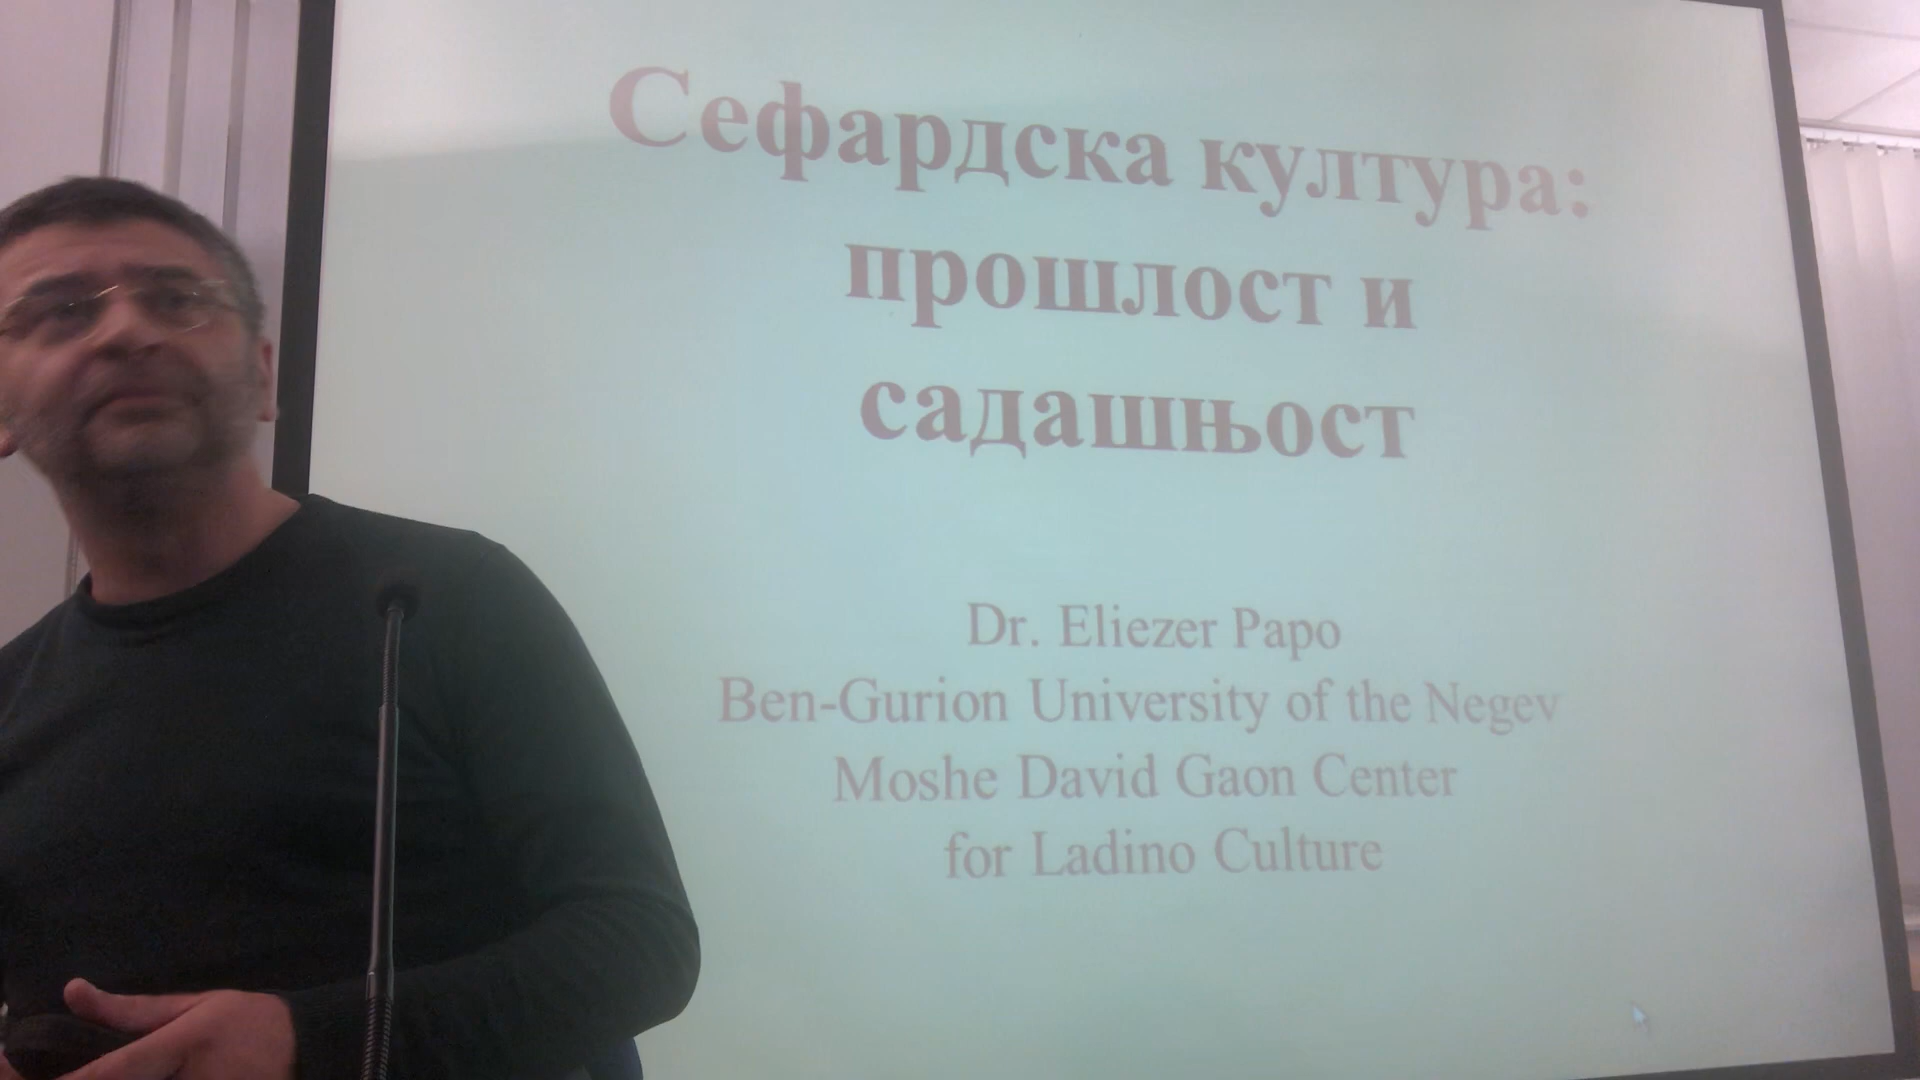 Сефардска култура:
прошлост и
садашњост
Dr. Eliezer Papo
Ben-Gurion University of the Negev
Moshe David Gaon Center
for Ladino Culture